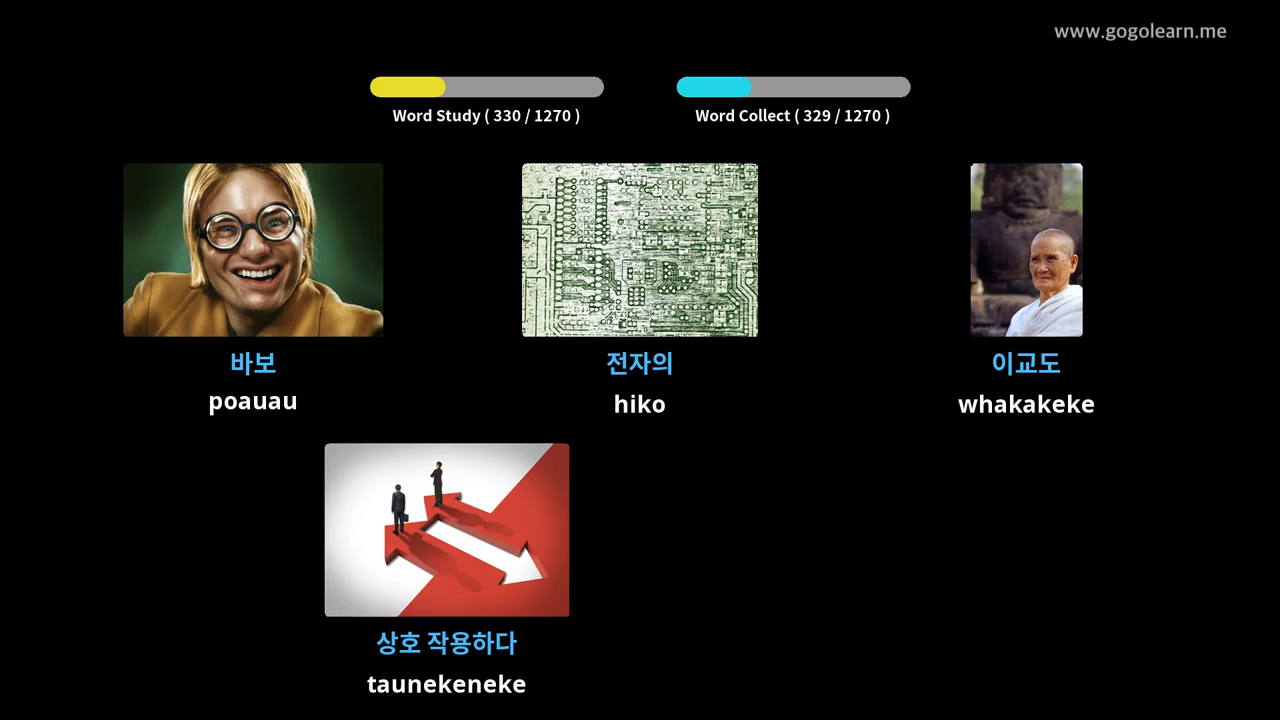 www.gogolearn.me
Word Study ( 330 / 1270 )
Word Collect ( 329 / 1270 )
바보
poauau
전자의
hiko
이교도
whakakeke
상호 작용하다
taunekeneke